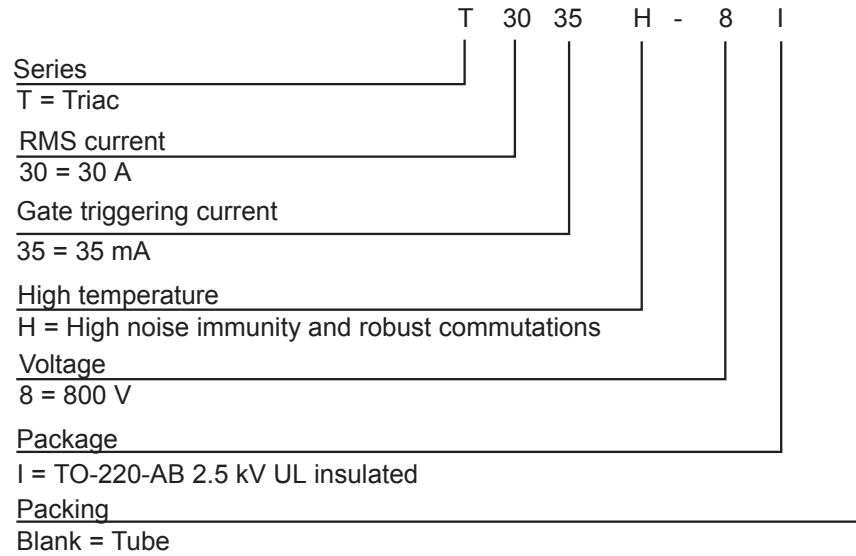 T 30 35 H - 8 I
Series
T = Triac
RMS current
30 = 30 A
Gate triggering current
35 = 35 mA
High temperature
H = High noise immunity and robust commutations
Voltage
8 = 800 V
Package
I = TO-220-AB 2.5 kV UL insulated
Packing
Blank = Tube